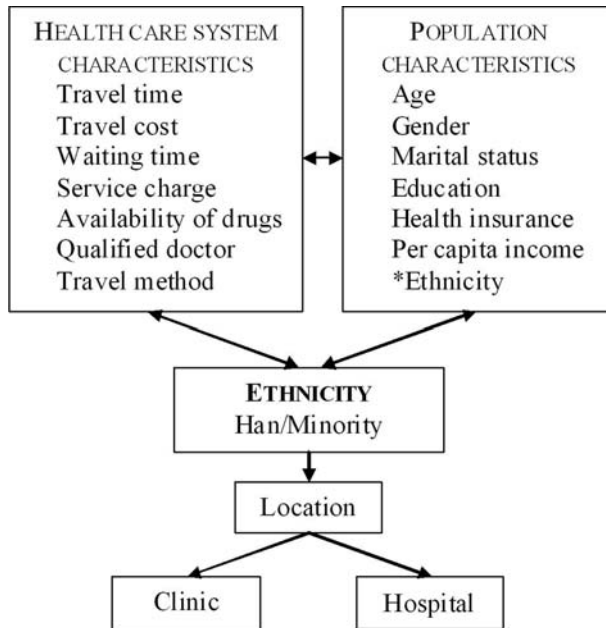 HEALTH CARE SYSTEM
CHARACTERISTICS
Travel time
Travel cost
Waiting time
Service charge
Availability of drugs
Qualified doctor
Travel method
POPULATION
CHARACTERISTICS
Age
Gender
Marital status
Education
Health insurance
Per capita income
*Ethnicity
ETHNICITY
Han/Minority
Location
Clinic
Hospital